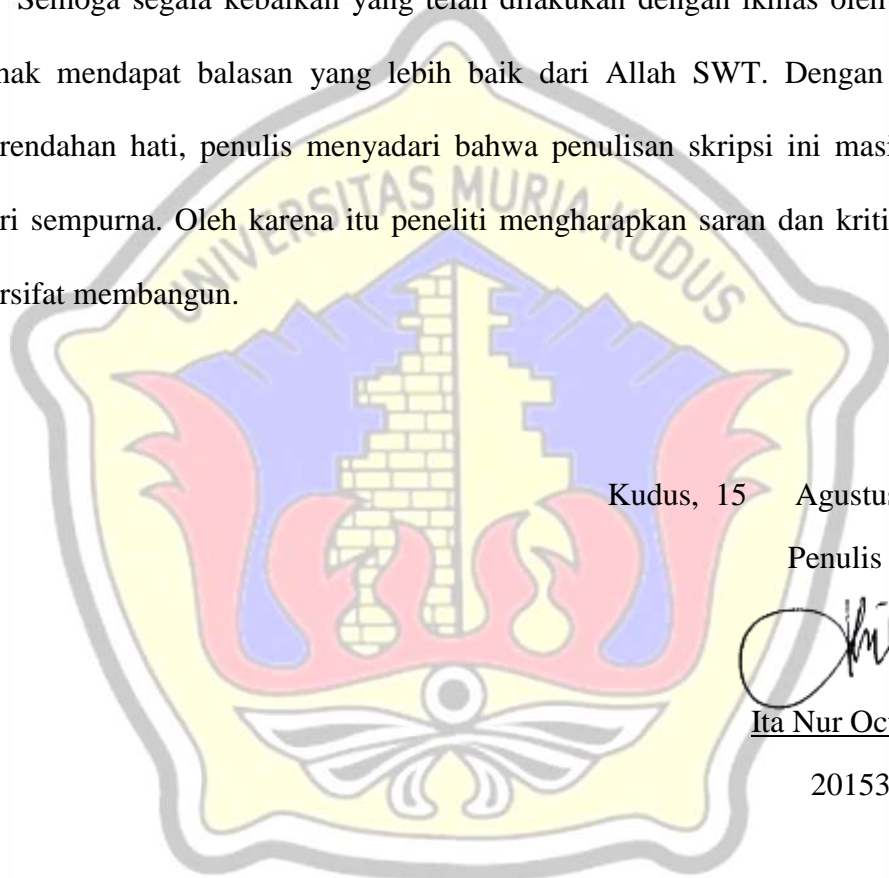 Semoga segala kebaikan yang telah dilakukan dengan ikhlas oleh
nak mendapat balasan yang lebih baik dari Allah SWT. Dengan
rendahan hati, penulis menyadari bahwa penulisan skripsi ini masi
ri sempurna. Oleh karena itu peneliti mengharapkan saran dan kriti
rsifat membangun.
UNIVERSITAS MURIA KUDUS
Kudus, 15 Agustus
Penulis
Ita Nur Oc
20153